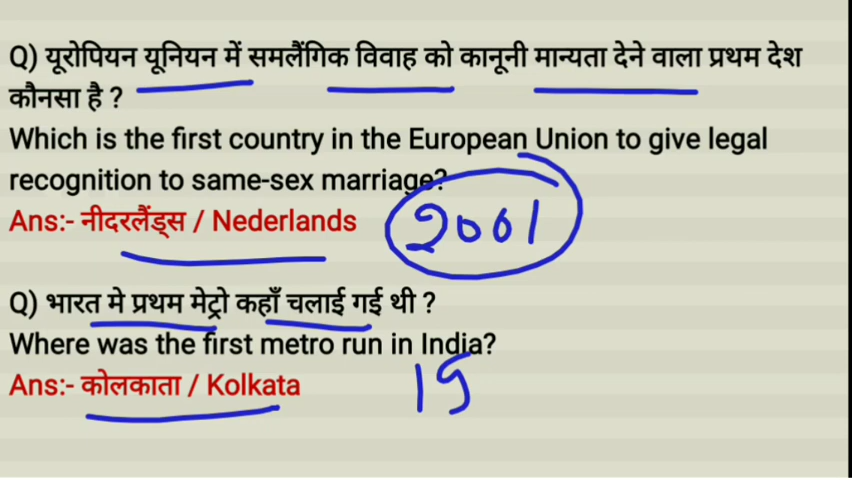 Q) यूरोपियन यूनियन में समलैंगिक विवाह को कानूनी मान्यता देने वाला प्रथम देश
कौनसा है ?
Which is the first country in the European Union to give legal
recognition to same-sex marriage?
Ans:- नीदरलैंड्स / Nederlands
2001
Q) भारत मे प्रथम मेट्रो कहाँ चलाई गई थी ?
Where was the first metro run in India?
Ans:- कोलकाता / Kolkata
19